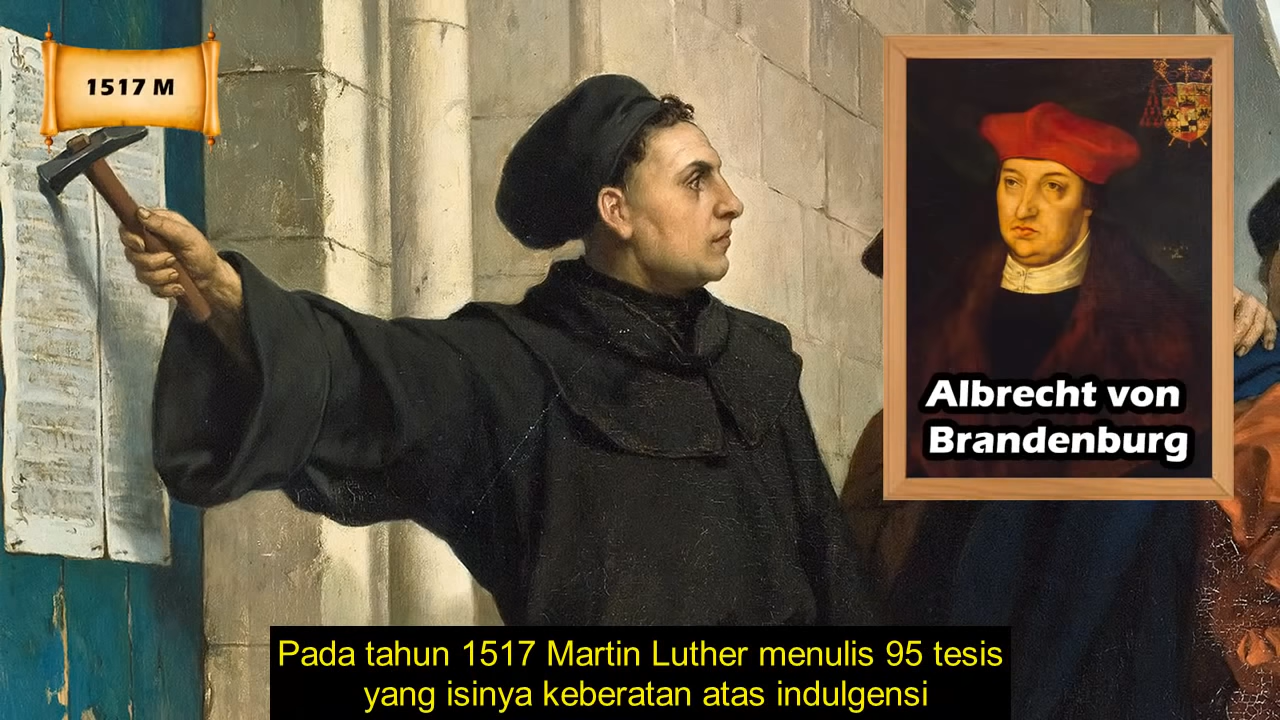 1517 M
Albrecht von
Brandenburg
Pada tahun 1517 Martin Luther menulis 95 tesis
yang isinya keberatan atas indulgensi